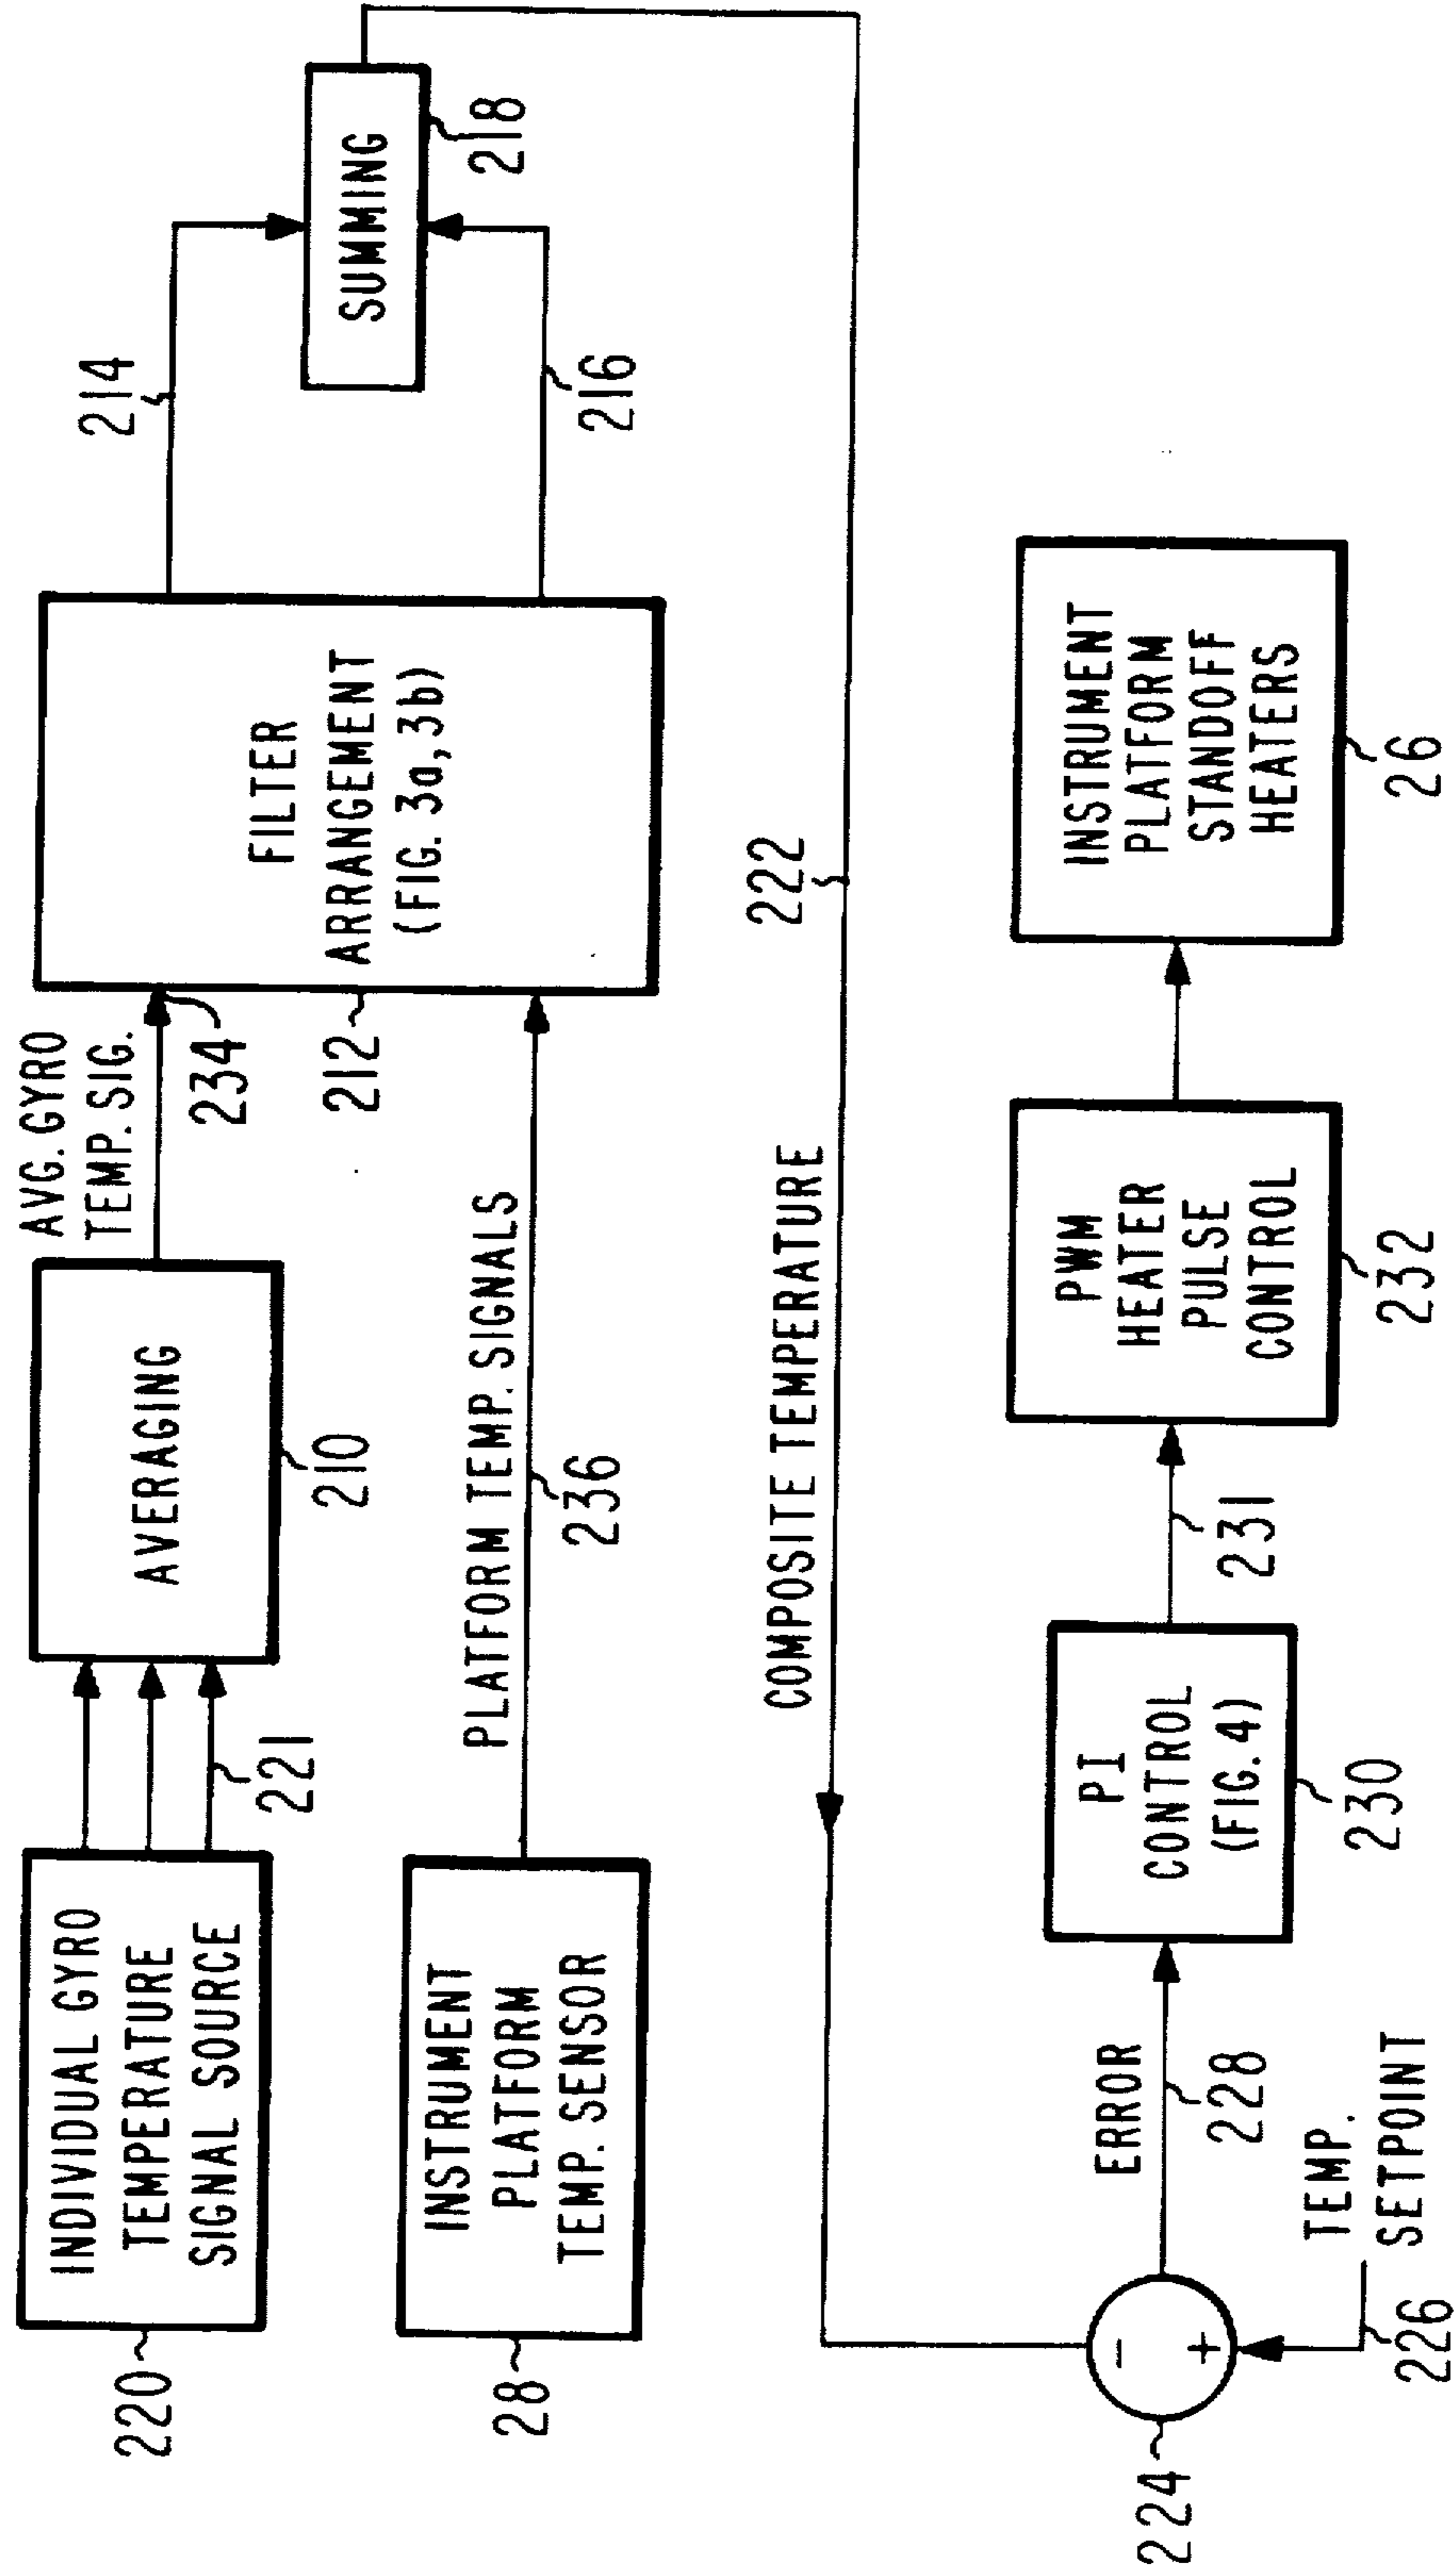 INDIVIDUAL GYRO
TEMPERATURE
SIGNAL SOURCE
220
221
AVERAGING
210
AVG. GYRO
TEMP. SIG.
234
212
FILTER
ARRANGEMENT
(FIG. 3a, 3b)
214
216
SUMMING
218
INSTRUMENT
PLATFORM
TEMP. SENSOR
28
PLATFORM TEMP. SIGNALS
236
COMPOSITE TEMPERATURE
222
224
-
+
TEMP.
SETPOINT
226
ERROR
228
PI
CONTROL
(FIG. 4)
230
231
PWM
HEATER
PULSE
CONTROL
232
INSTRUMENT
PLATFORM
STANDOFF
HEATERS
26